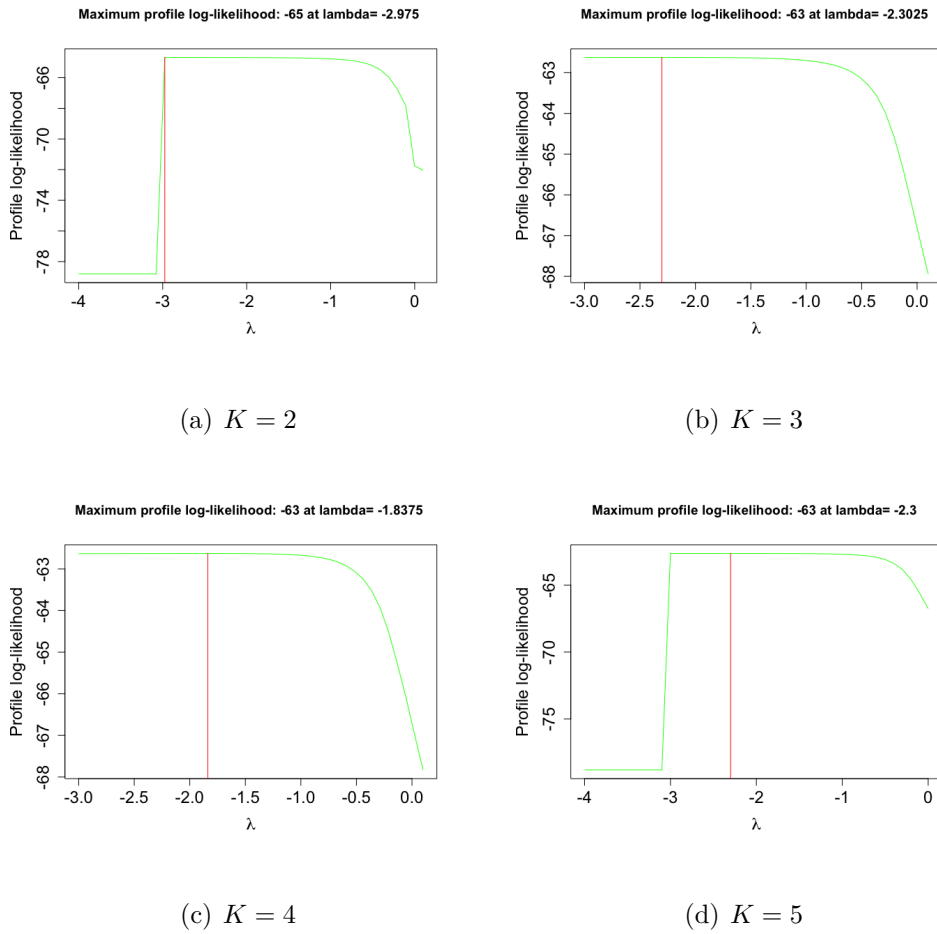 Maximum profile log-likelihood: -65 at lambda= -2.975
Profile log-likelihood
-66
-70
-74
-78
-4 -3 -2 -1 0
λ
(a) K = 2
Maximum profile log-likelihood: -63 at lambda= -2.3025
Profile log-likelihood
-63
-64
-65
-66
-67
-68
-3.0 -2.5 -2.0 -1.5 -1.0 -0.5 0.0
λ
(b) K = 3
Maximum profile log-likelihood: -63 at lambda= -1.8375
Profile log-likelihood
-63
-64
-65
-66
-67
-68
-3.0 -2.5 -2.0 -1.5 -1.0 -0.5 0.0
λ
(c) K = 4
Maximum profile log-likelihood: -63 at lambda= -2.3
Profile log-likelihood
-65
-70
-75
-4 -3 -2 -1 0
λ
(d) K = 5